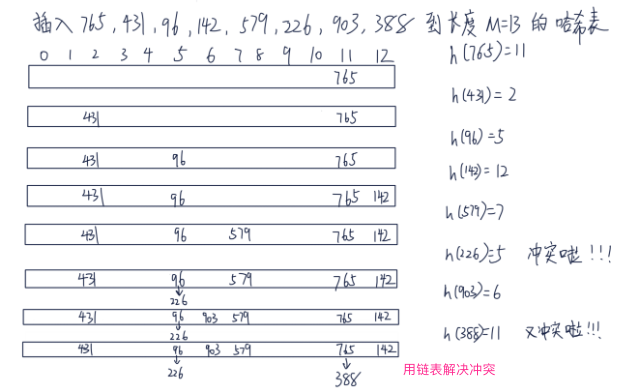 插入 765, 431, 96, 142, 579, 226, 903, 388 到长度 M=13 的哈希表
0 1 2 3 4 5 6 7 8 9 10 11 12
765
h(765)=11
431 765
h(431)=2
431 96 765
h(96)=5
431 96 765 142
h(142)=12
431 96 579 765 142
h(579)=7
431 96 579 765 142
226
h(226)=5 冲突啦!!!
431 96 903 579 765 142
226
h(903)=6
431 96 903 579 765 142
226 388
h(388)=11 又冲突啦!!!
用链表解决冲突